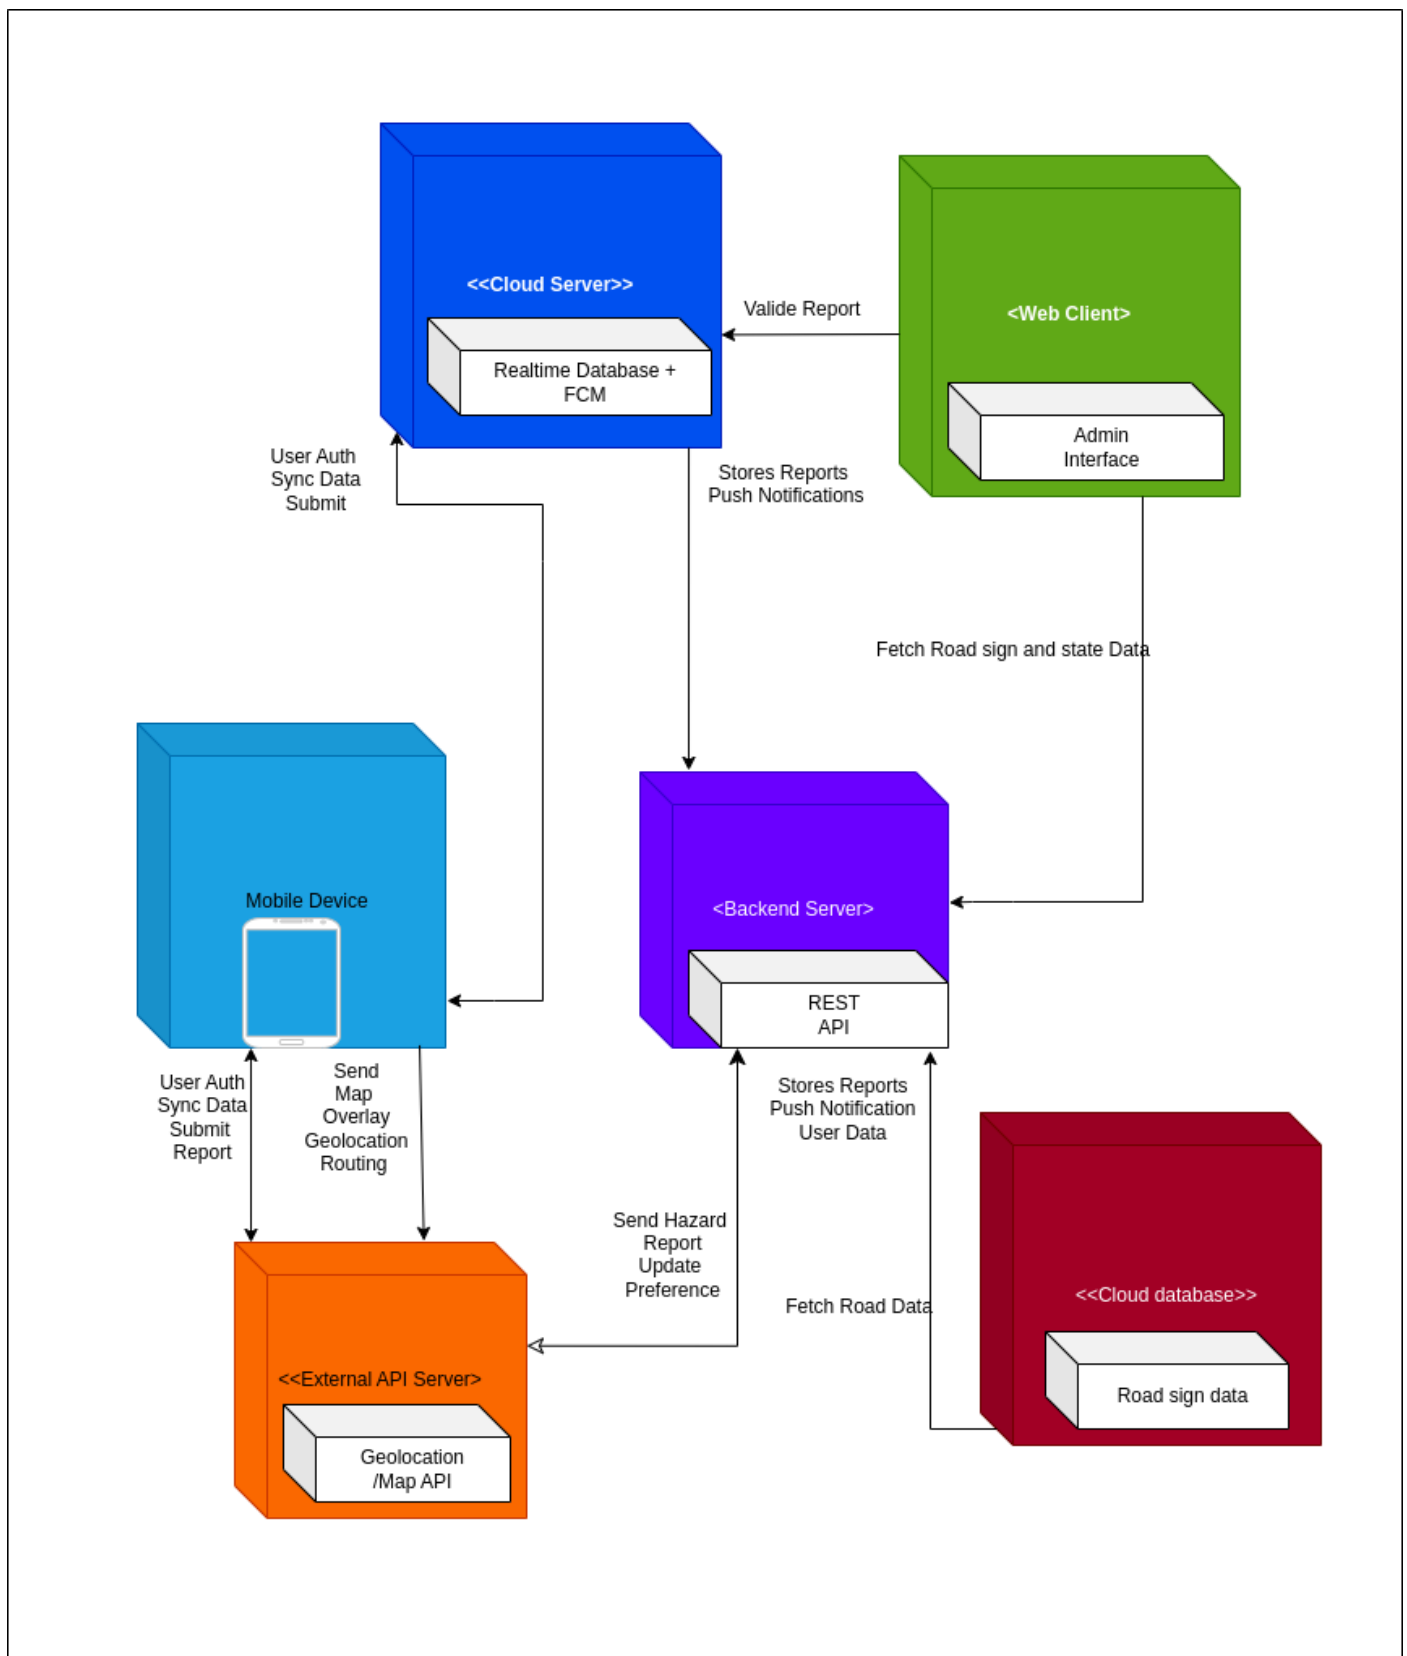 <<Cloud Server>>
Realtime Database +
FCM
Valide Report
<Web Client>
Admin
Interface
User Auth
Sync Data
Submit
Stores Reports
Push Notifications
Fetch Road sign and state Data
Mobile Device
<Backend Server>
REST
API
User Auth
Sync Data
Submit
Report
Send
Map
Overlay
Geolocation
Routing
Stores Reports
Push Notification
User Data
Send Hazard
Report
Update
Preference
Fetch Road Data
<<Cloud database>>
Road sign data
<<External API Server>
Geolocation
/Map API